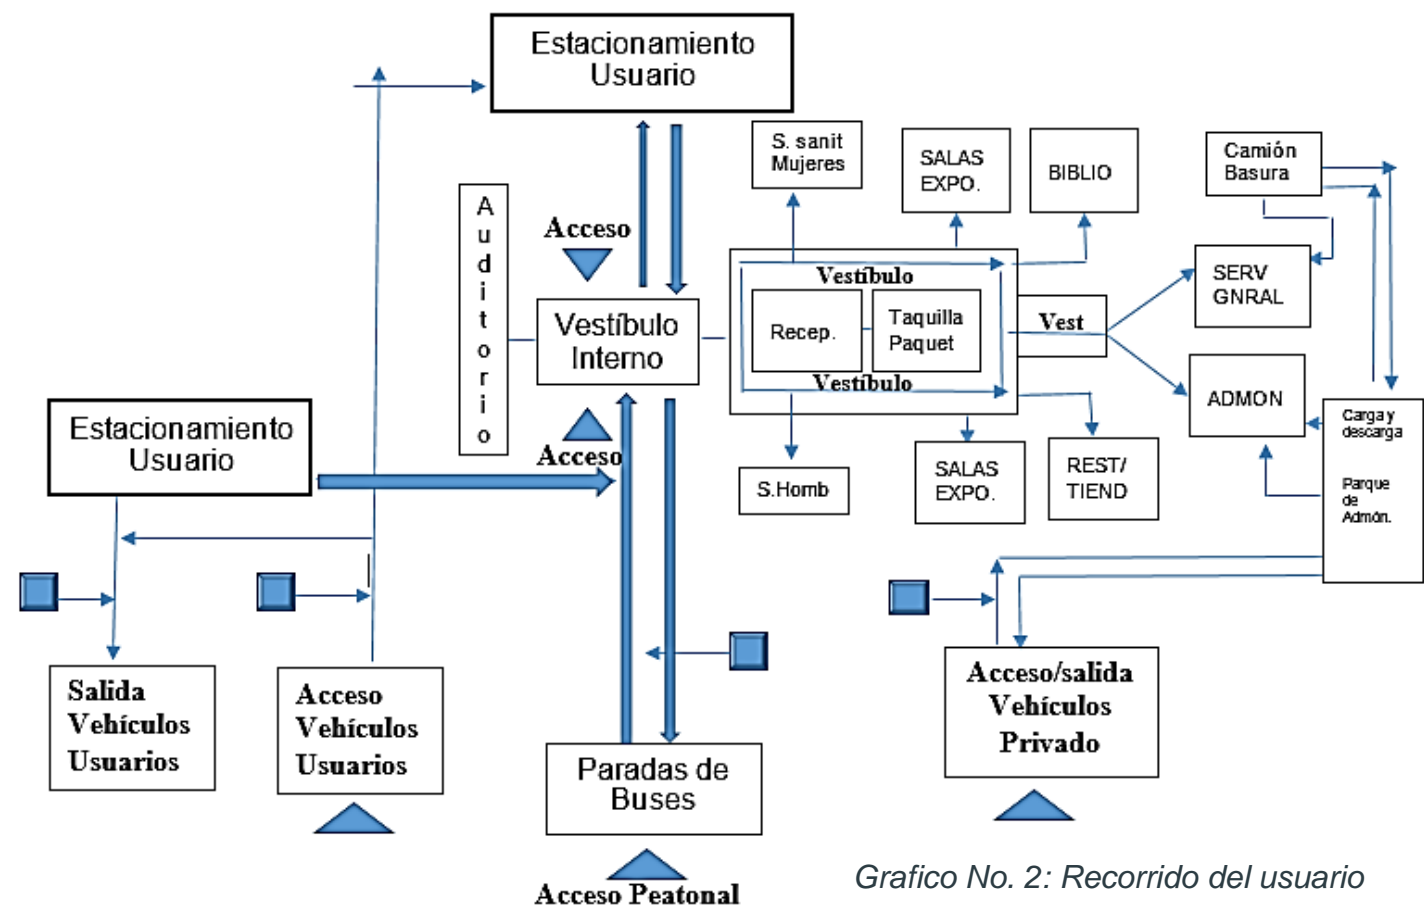 Estacionamiento
Usuario
S. sanit
Mujeres
SALAS
EXPO.
BIBLIO
Camión
Basura
Auditorio
Acceso
Vestíbulo
SERV
GNRAL
Vestíbulo
Interno
Recep.
Taquilla
Paquet
Vest
Vestíbulo
ADMON
Estacionamiento
Usuario
Acceso
S.Homb
SALAS
EXPO.
REST/
TIEND
Carga y
descarga
Parque
de
Admón.
Salida
Vehículos
Usuarios
Acceso
Vehículos
Usuarios
Paradas de
Buses
Acceso/salida
Vehículos
Privado
Acceso Peatonal
Grafico No. 2: Recorrido del usuario